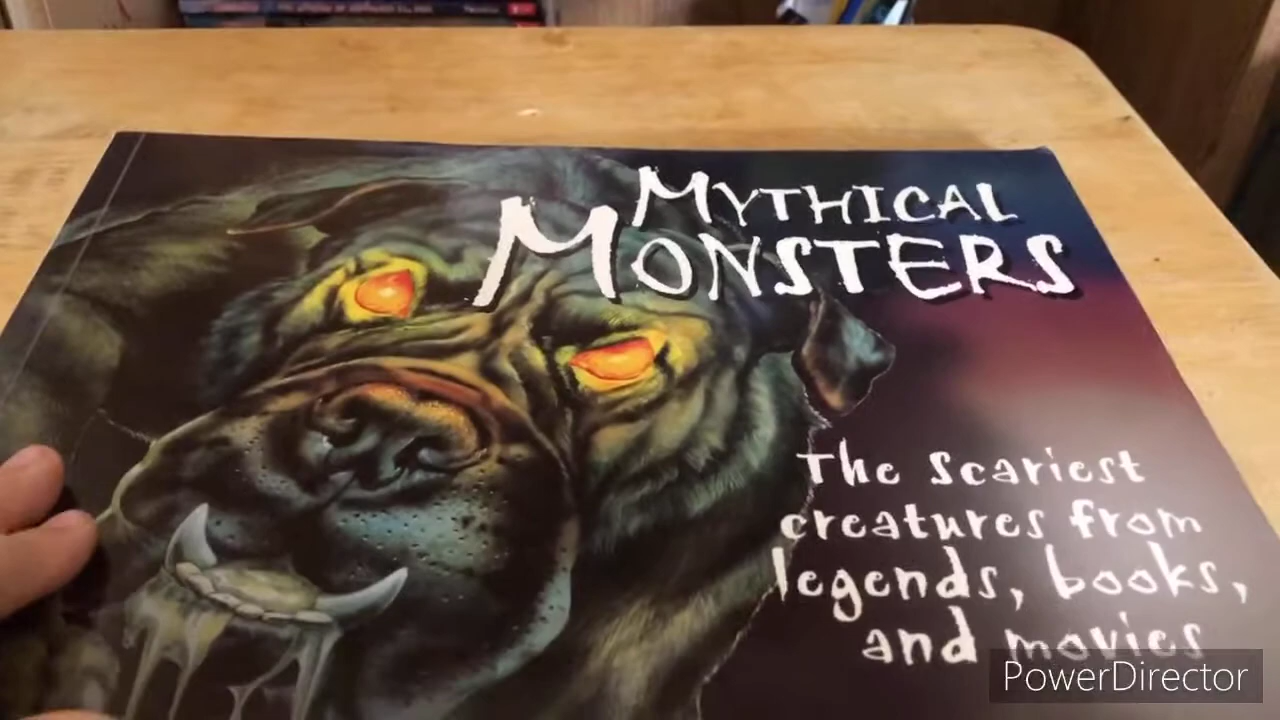 MYTHICAL
MONSTERS
The Scariest
creatures from
legends, books,
and movies
PowerDirector